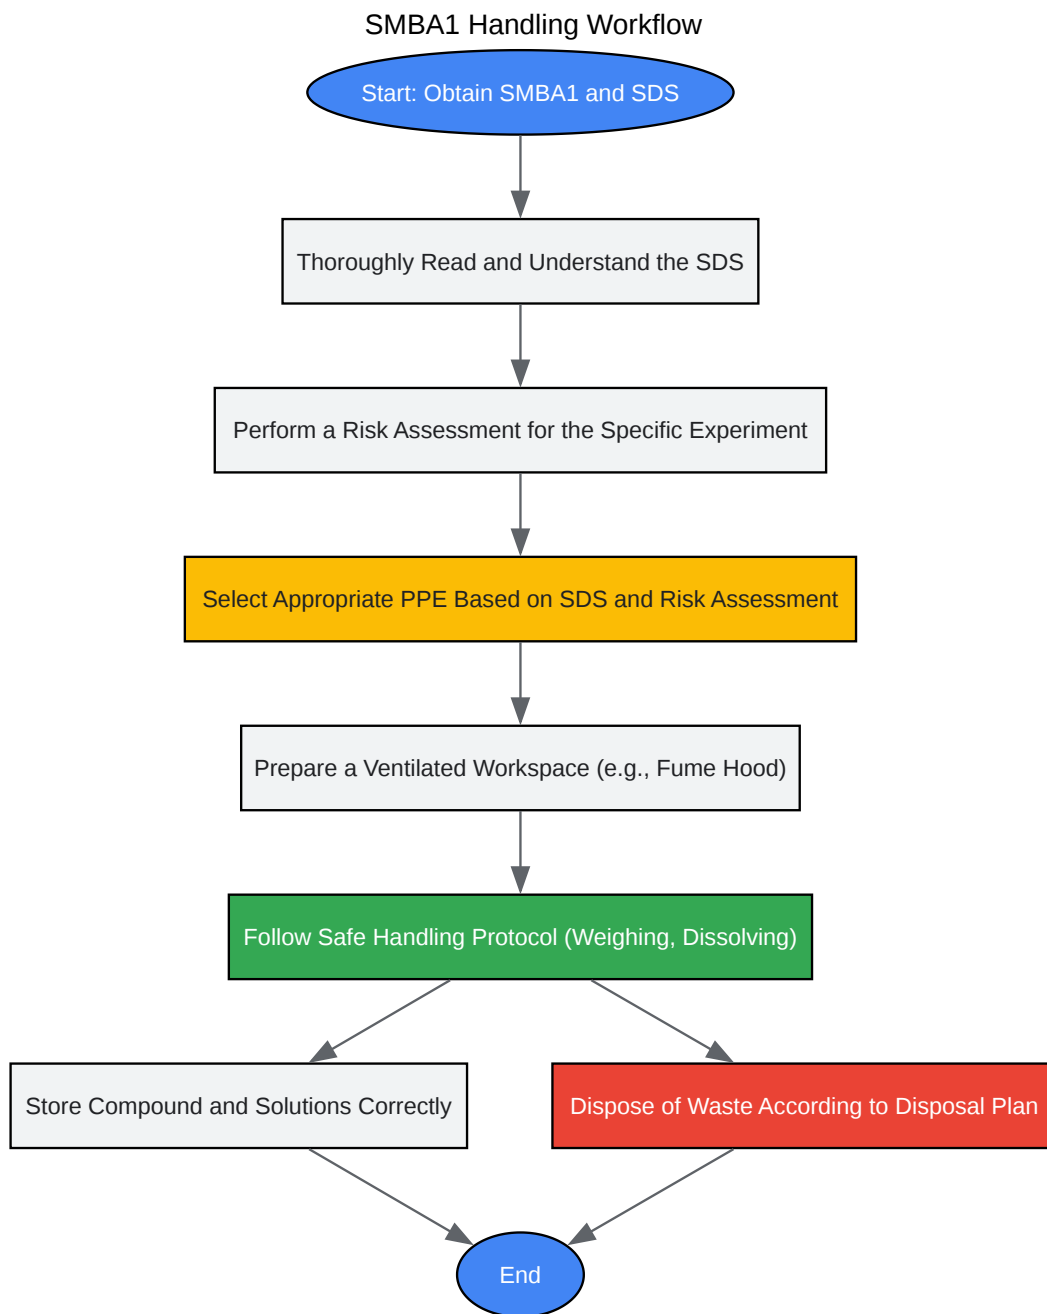 SMBA1 Handling Workflow
Start: Obtain SMBA1 and SDS
Thoroughly Read and Understand the SDS
Perform a Risk Assessment for the Specific Experiment
Select Appropriate PPE Based on SDS and Risk Assessment
Prepare a Ventilated Workspace (e.g., Fume Hood)
Follow Safe Handling Protocol (Weighing, Dissolving)
Store Compound and Solutions Correctly
Dispose of Waste According to Disposal Plan
End